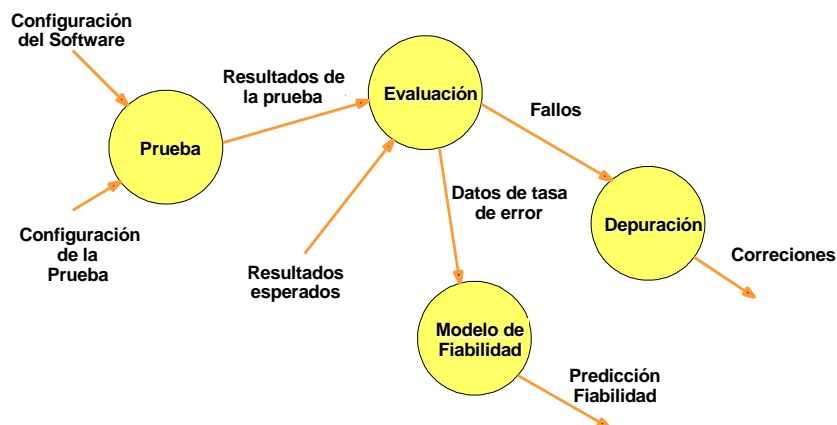 Configuración
del Software
Resultados de
la prueba
Evaluación
Fallos
Prueba
Datos de tasa
de error
Depuración
Configuración
de la
Prueba
Resultados
esperados
Correciones
Modelo de
Fiabilidad
Predicción
Fiabilidad